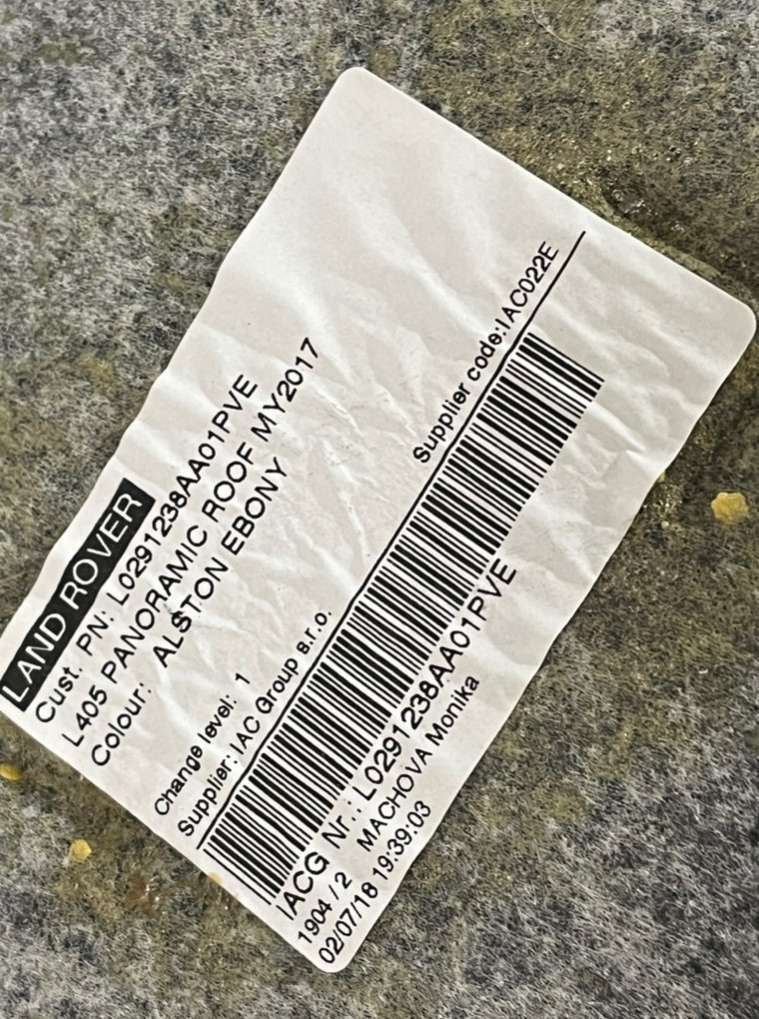 LAND ROVER
Cust. PN: L0291238AA01PVE
L405 PANORAMIC ROOF MY2017
Colour: ALSTON EBONY
Change level: 1
Supplier: IAC Group s.r.o. Supplier code:IAC022E
IACG Nr.: L0291238AA01PVE
1904 / 2 MACHOVA Monika
02/07/18 19:39:03